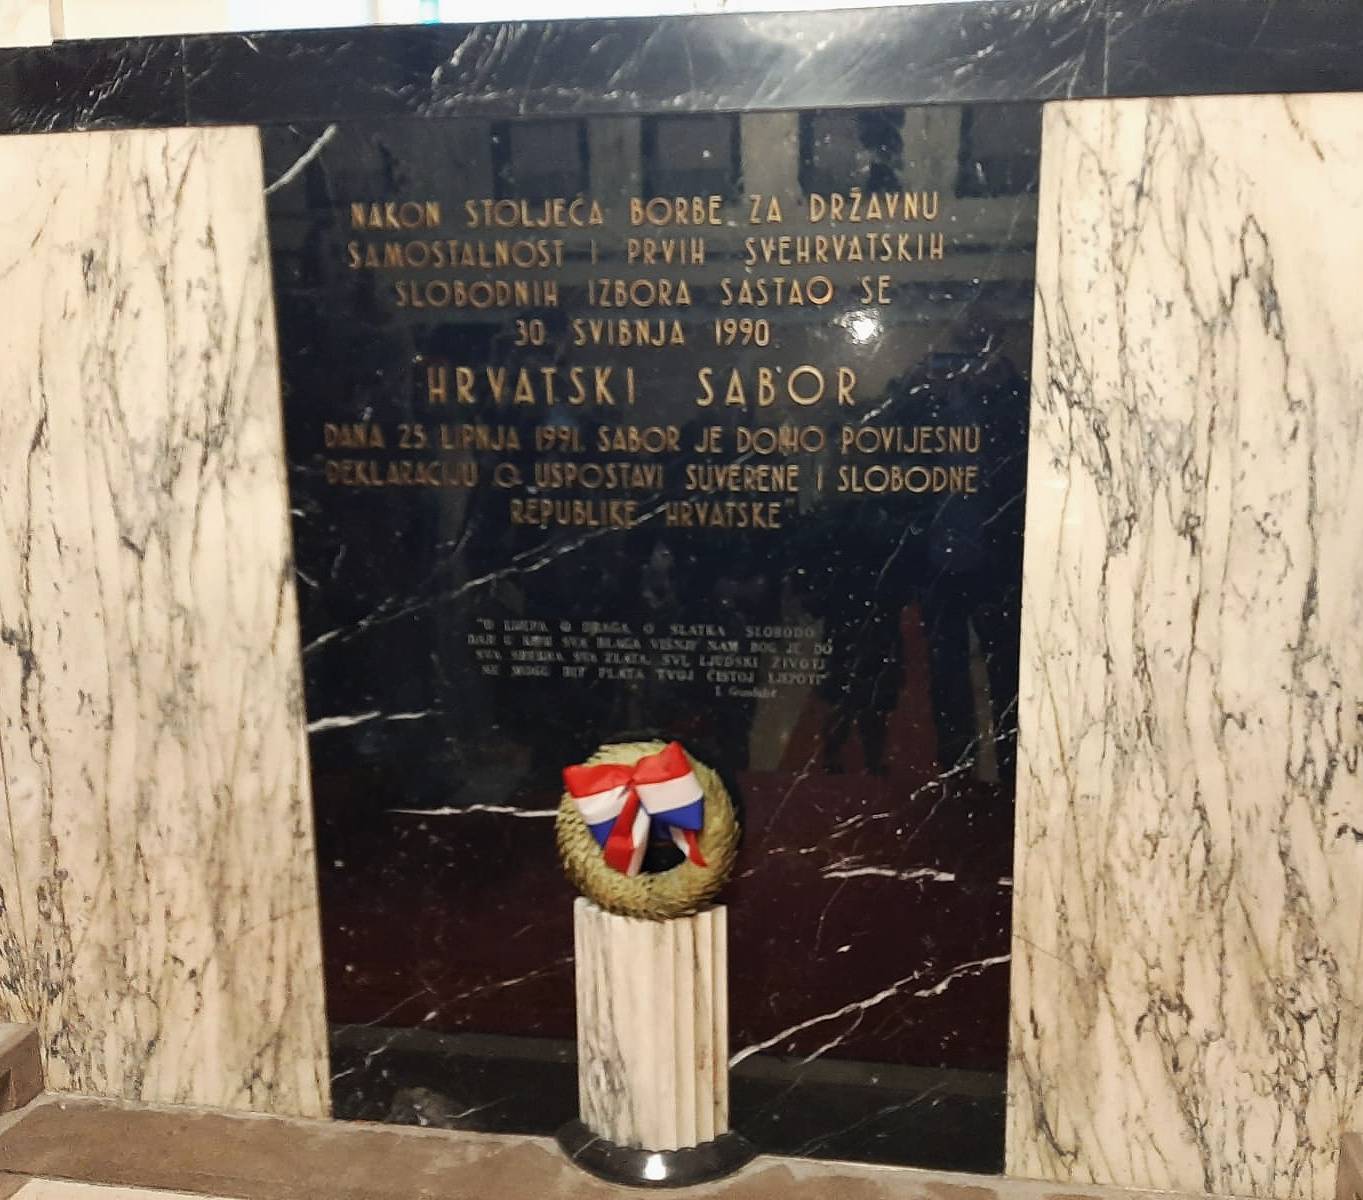 NAKON STOLJEĆA BORBE ZA DRŽAVNU
SAMOSTALNOST I PRVIH SVEHRVATSKIH
SLOBODNIH IZBORA SASTAO SE
30. SVIBNJA 1990.
HRVATSKI SABOR
DANA 25. LIPNJA 1991. SABOR JE DONIO POVIJESNU
"DEKLARACIJU O USPOSTAVI SUVERENE I SLOBODNE
REPUBLIKE HRVATSKE"
"O LIJEPA O DRAGA O SLATKA SLOBODO
DAR U KOM SVA BLAGA VIŠNJI NAM BOG JE DO
SVA SREBRA SVA ZLATA, SVI LJUDSKI ŽIVOTI
NE MOGU BIT PLATA TVOJ ČISTOJ LJEPOTI"
I. Gundulić